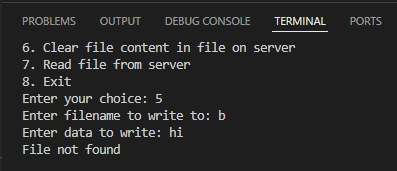 PROBLEMS OUTPUT DEBUG CONSOLE TERMINAL PORTS
6. Clear file content in file on server
7. Read file from server
8. Exit
Enter your choice: 5
Enter filename to write to: b
Enter data to write: hi
File not found